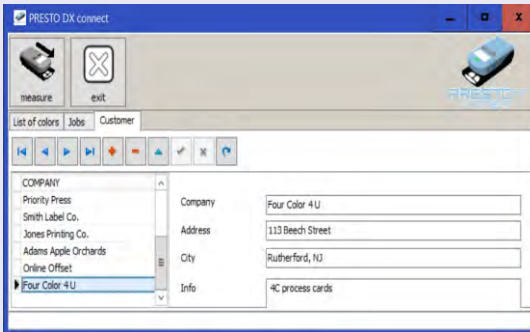 PRESTO DX connect
measure exit
PRESTO
List of colors Jobs Customer
COMPANY
Priority Press
Smith Label Co.
Jones Printing Co.
Adams Apple Orchards
Online Offset
Four Color 4 U
Company Four Color 4 U
Address 113 Beech Street
City Rutherford, NJ
Info 4C process cards